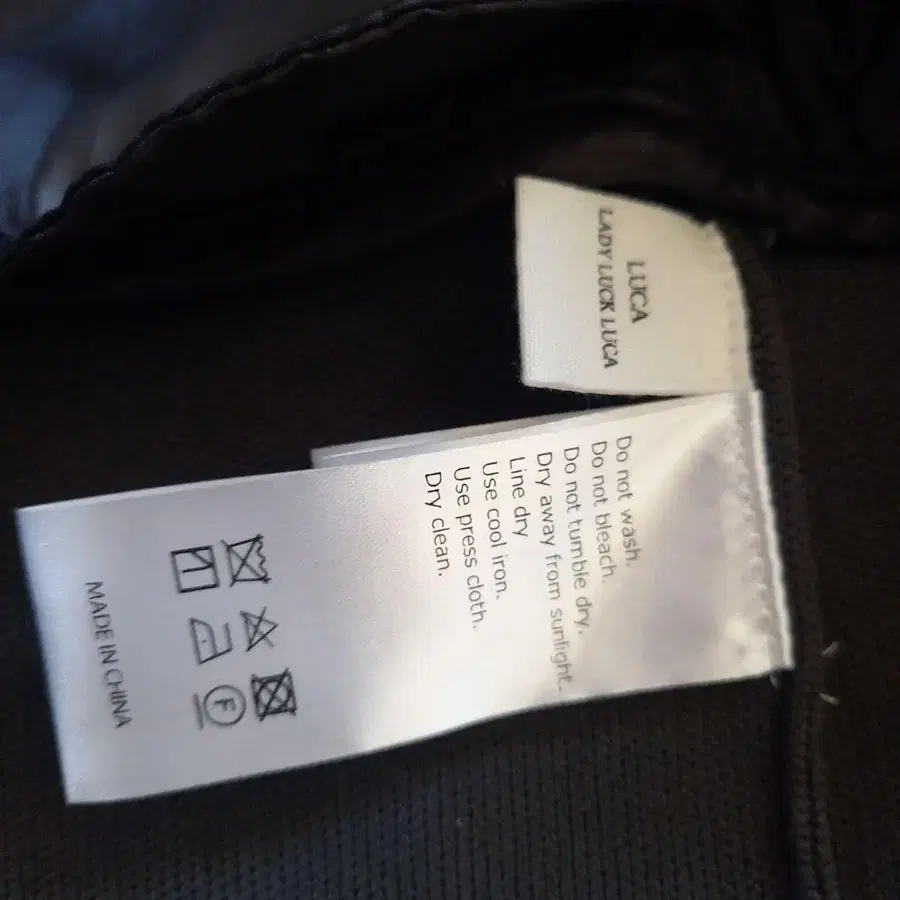 LUCA
LADY LUCK LUCA
Do not wash.
Do not bleach.
Do not tumble dry.
Dry away from sunlight.
Line dry
Use cool iron.
Use press cloth.
Dry clean.
F
MADE IN CHINA